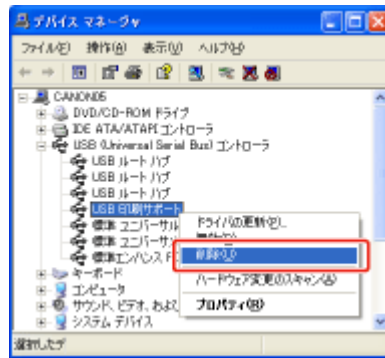 デバイス マネージャ
ファイル(F) 操作(A) 表示(V) ヘルプ(H)
CANON05
DVD/CD-ROM ドライブ
IDE ATA/ATAPI コントローラ
USB (Universal Serial Bus) コントローラ
USB ルート ハブ
USB ルート ハブ
USB ルート ハブ
USB 印刷サポート
ドライバの更新(P)...
標準 ユニバーサル
標準 ユニバーサ
削除(U)
標準エンハンス
キーボード
ハードウェア変更のスキャン(A)
コンピュータ
サウンド、ビデオ、および
プロパティ(R)
システム デバイス
選択したデ